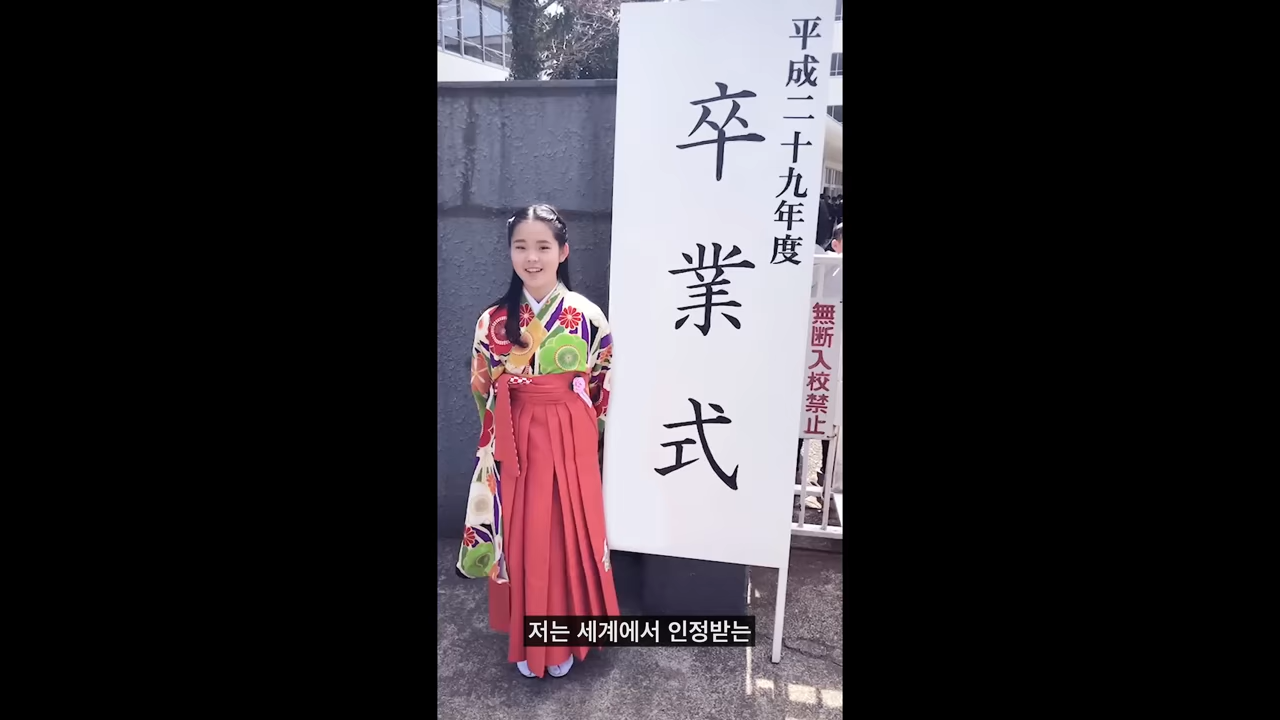 平成二十九年度
卒業式
無断入校禁止
저는 세계에서 인정받는